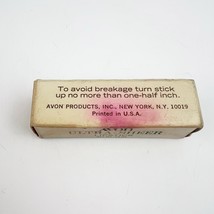 To avoid breakage turn stick
up no more than one-half inch.
AVON PRODUCTS, INC., NEW YORK, N.Y. 10019
Printed in U.S.A.
AVON